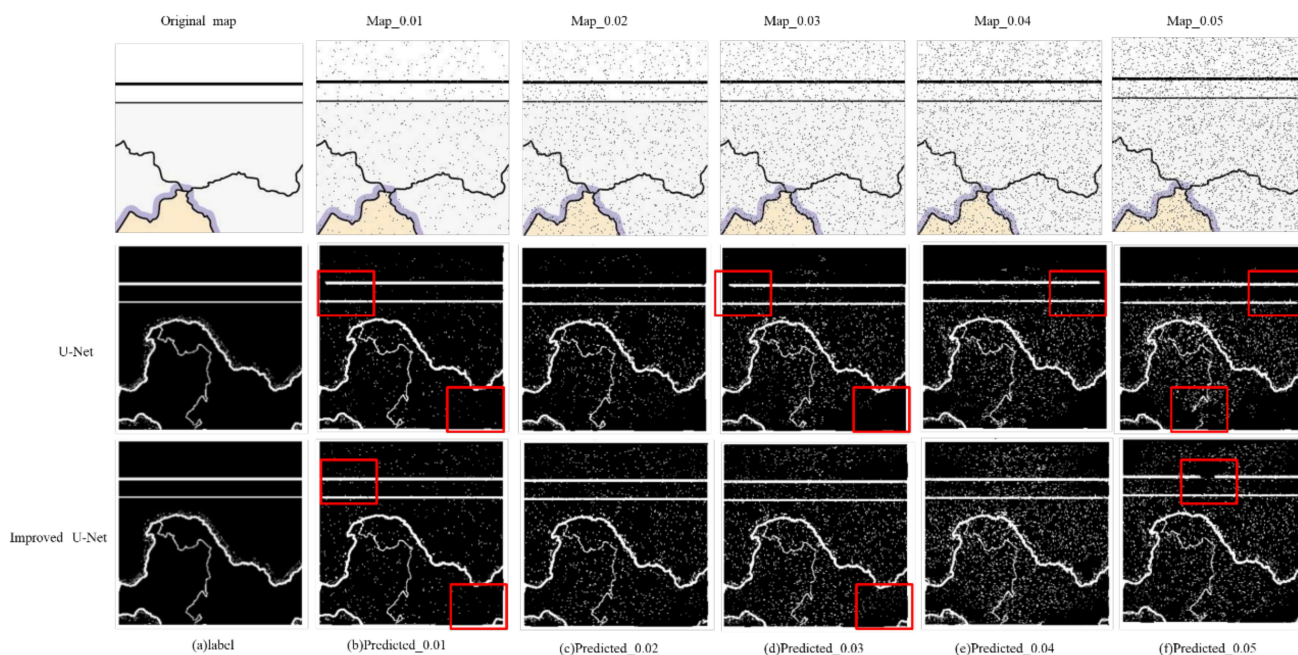 Original map
Map_0.01
Map_0.02
Map_0.03
Map_0.04
Map_0.05
U-Net
Improved U-Net
(a)label
(b)Predicted_0.01
(c)Predicted_0.02
(d)Predicted_0.03
(e)Predicted_0.04
(f)Predicted_0.05